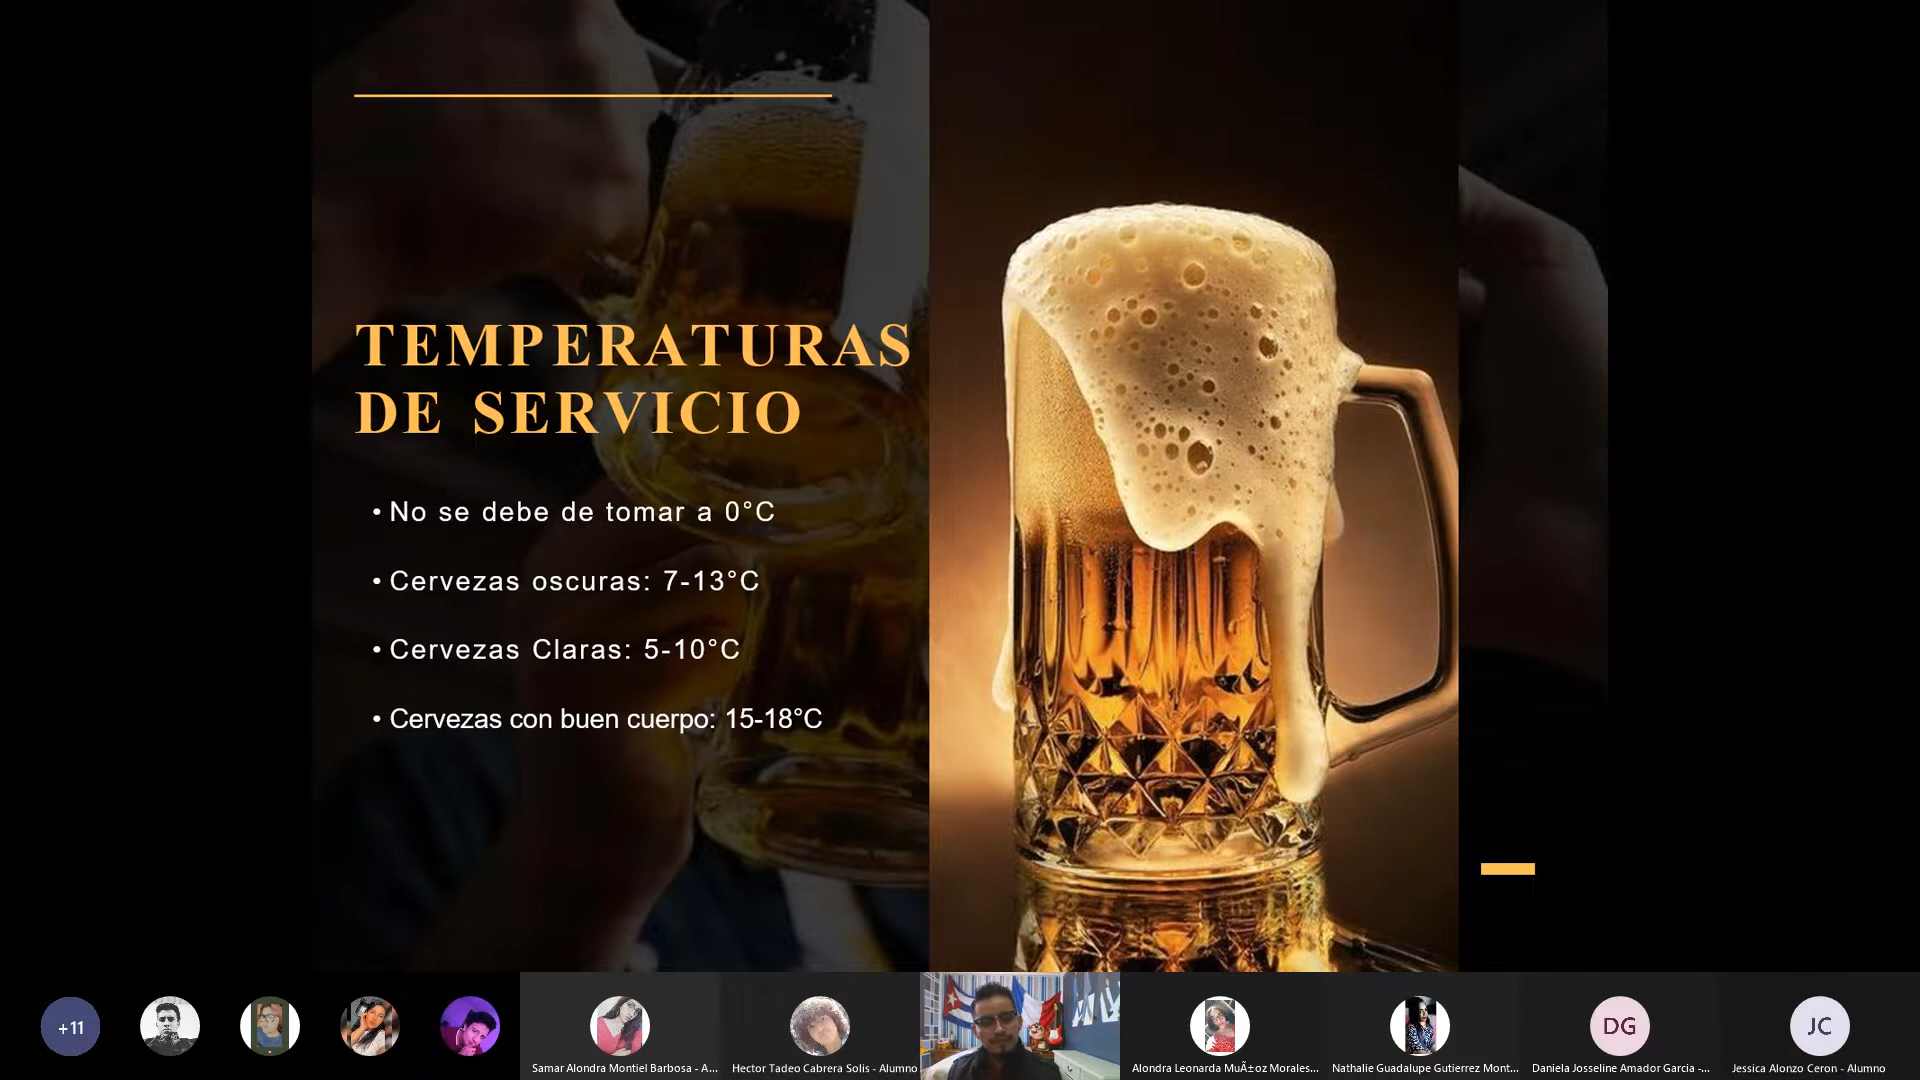 TEMPERATURAS
DE SERVICIO
• No se debe de tomar a 0°C
• Cervezas oscuras: 7-13°C
• Cervezas Claras: 5-10°C
• Cervezas con buen cuerpo: 15-18°C
+11
Samar Alondra Montiel Barbosa - A...
Hector Tadeo Cabrera Solis - Alumno
Alondra Leonarda MuÃ±oz Morales...
Nathalie Guadalupe Gutierrez Mont...
DG
Daniela Josseline Amador Garcia -...
JC
Jessica Alonzo Ceron - Alumno